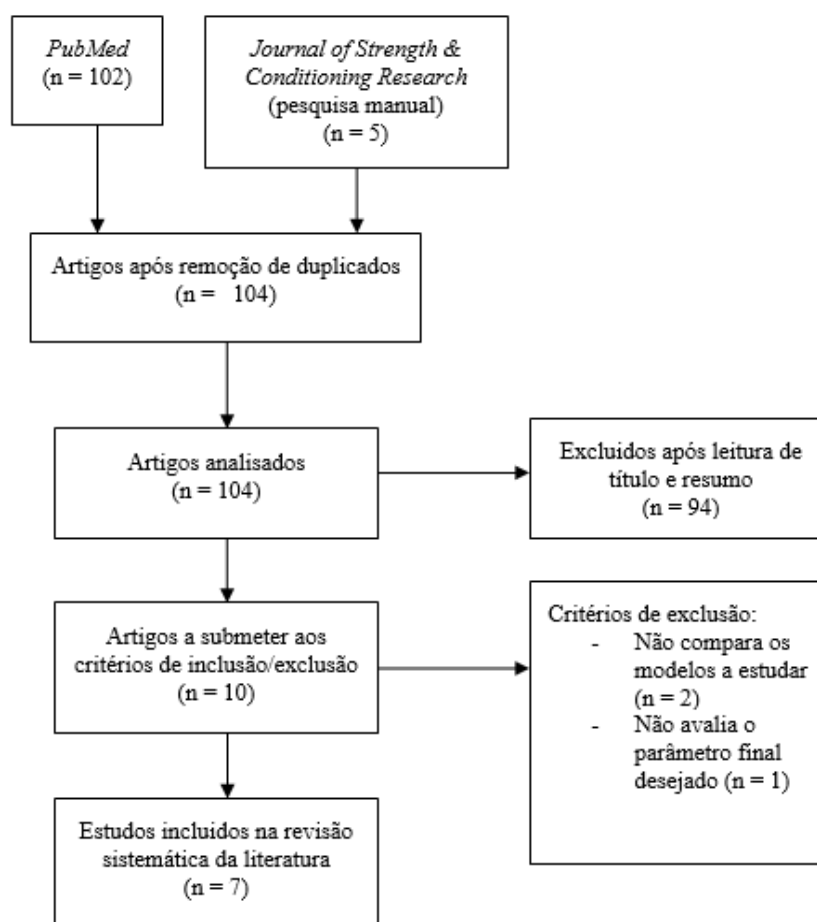 PubMed
(n = 102)
Journal of Strength &
Conditioning Research
(pesquisa manual)
(n = 5)
Artigos após remoção de duplicados
(n = 104)
Artigos analisados
(n = 104)
Excluidos após leitura de
título e resumo
(n = 94)
Artigos a submeter aos
critérios de inclusão/exclusão
(n = 10)
Critérios de exclusão:
- Não compara os
modelos a estudar
(n = 2)
- Não avalia o
parâmetro final
desejado (n = 1)
Estudos incluidos na revisão
sistemática da literatura
(n = 7)